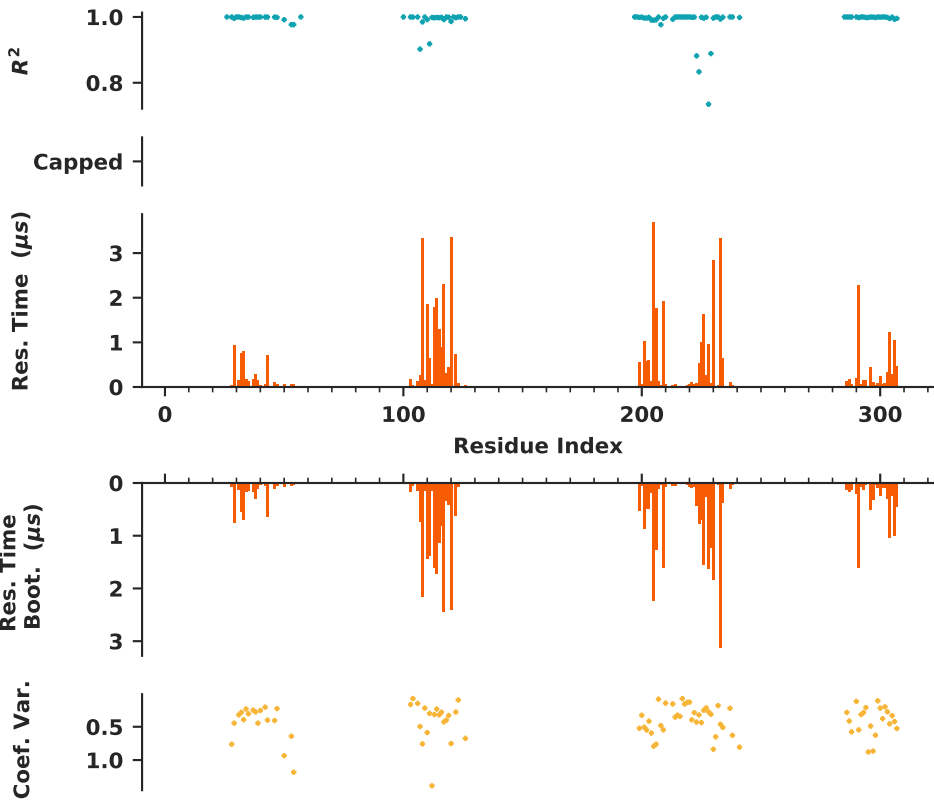 1.0
R²
0.8
Capped
Res. Time (μs)
3
2
1
0
0 100 200 300
Residue Index
Res. Time
Boot. (μs)
0
1
2
3
Coef. Var.
0.5
1.0